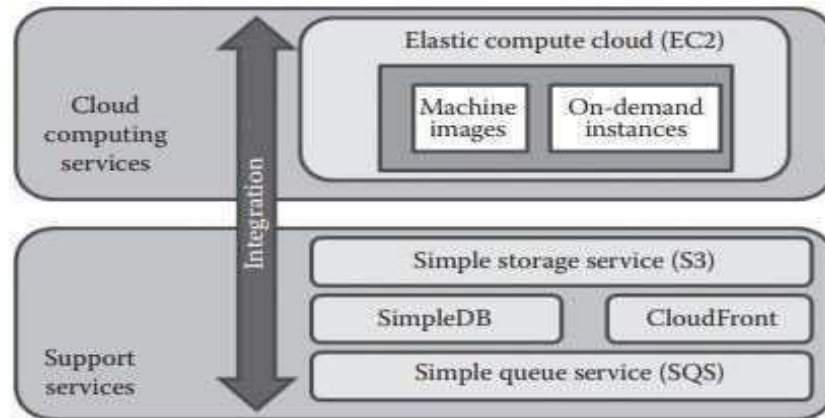 Elastic compute cloud (EC2)
Cloud
computing
services
Machine
images
On-demand
instances
Integration
Simple storage service (S3)
SimpleDB
CloudFront
Support
services
Simple queue service (SQS)